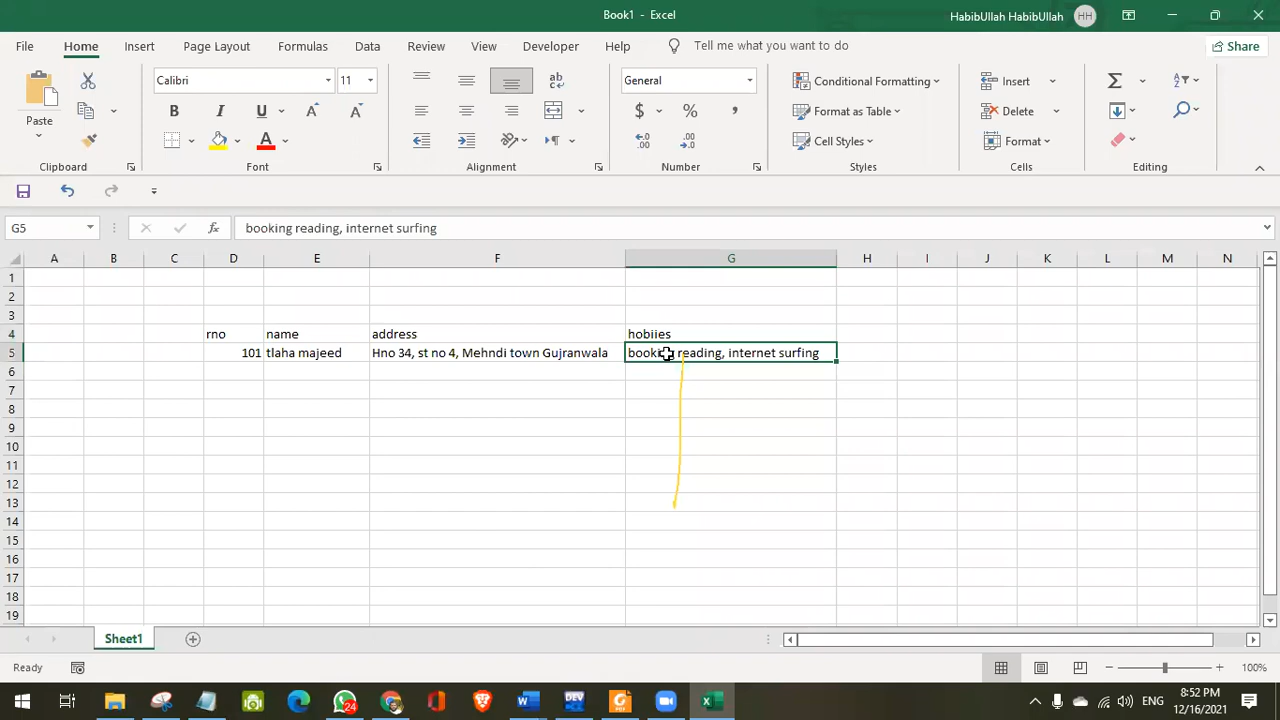 Book1 - Excel
HabibUllah HabibUllah HH
File Home Insert Page Layout Formulas Data Review View Developer Help Tell me what you want to do Share
Paste
Clipboard
Calibri 11
B I U A A
A
Font
ab
Alignment
General
$ % ,
Number
Conditional Formatting
Format as Table
Cell Styles
Styles
Insert
Delete
Format
Cells
Editing
G5 fx booking reading, internet surfing
A B C D E F G H I J K L M N
1
2
3
4 rno name address hobiies
5 101 tlaha majeed Hno 34, st no 4, Mehndi town Gujranwala booking reading, internet surfing
6
7
8
9
10
11
12
13
14
15
16
17
18
19
Sheet1
Ready 100%
24 DEV ENG 8:52 PM
12/16/2021